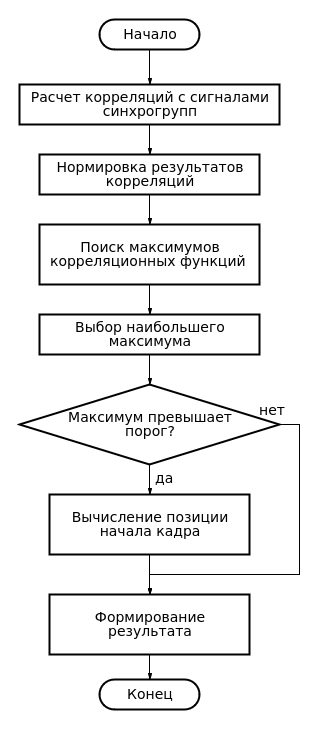 Начало
Расчет корреляций с сигналами
синхрогрупп
Нормировка результатов
корреляций
Поиск максимумов
корреляционных функций
Выбор наибольшего
максимума
Максимум превышает
порог?
нет
да
Вычисление позиции
начала кадра
Формирование
результата
Конец